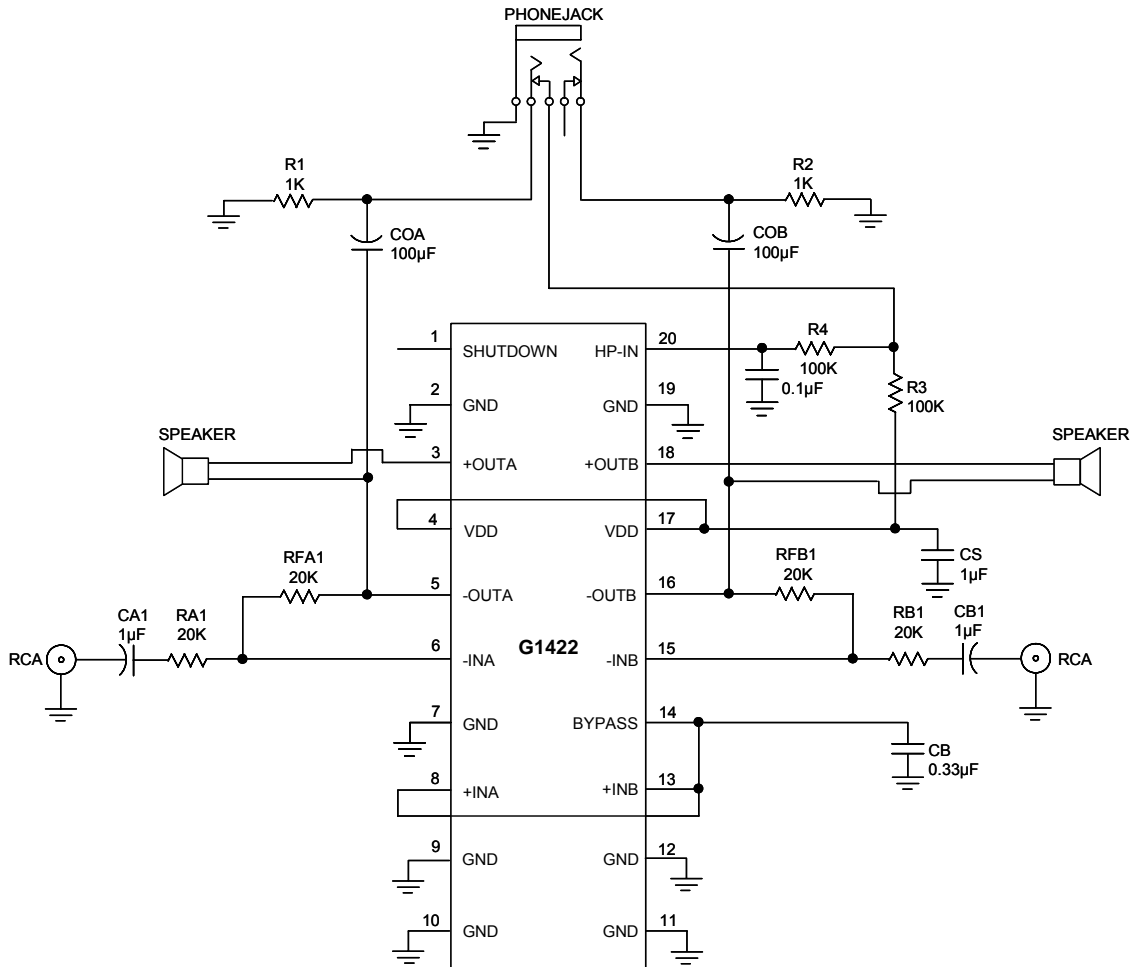 PHONEJACK
R1
1K
R2
1K
COA
100µF
COB
100µF
1
SHUTDOWN
HP-IN
20
R4
100K
0.1µF
R3
100K
2
GND
GND
19
SPEAKER
SPEAKER
3
+OUTA
+OUTB
18
4
VDD
VDD
17
CS
1µF
RFA1
20K
RFB1
20K
5
-OUTA
-OUTB
16
CA1
1µF
RA1
20K
RB1
20K
CB1
1µF
RCA
6
-INA
G1422
-INB
15
RCA
7
GND
BYPASS
14
CB
0.33µF
8
+INA
+INB
13
9
GND
GND
12
10
GND
GND
11